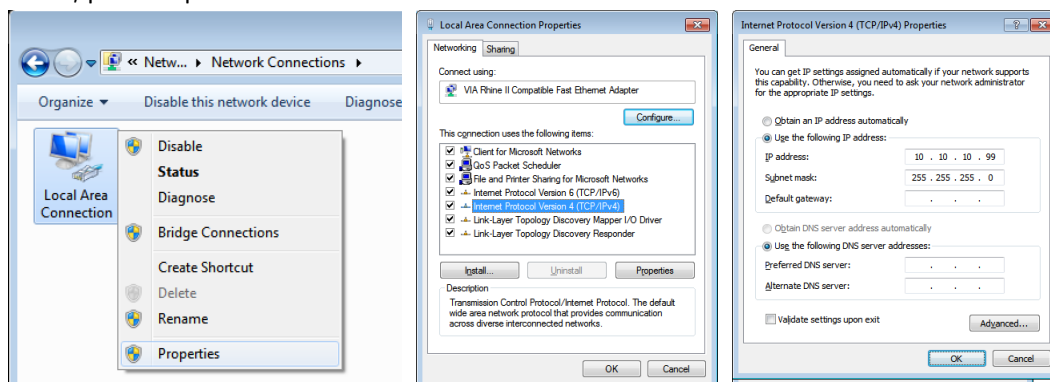 « Netw... ▸ Network Connections ▸
Organize ▾ Disable this network device Diagnose
Local Area
Connection
Disable
Status
Diagnose
Bridge Connections
Create Shortcut
Delete
Rename
Properties
Local Area Connection Properties
Networking Sharing
Connect using:
VIA Rhine II Compatible Fast Ethernet Adapter
Configure...
This connection uses the following items:
Client for Microsoft Networks
QoS Packet Scheduler
File and Printer Sharing for Microsoft Networks
Internet Protocol Version 6 (TCP/IPv6)
Internet Protocol Version 4 (TCP/IPv4)
Link-Layer Topology Discovery Mapper I/O Driver
Link-Layer Topology Discovery Responder
Install... Uninstall Properties
Description
Transmission Control Protocol/Internet Protocol. The default
wide area network protocol that provides communication
across diverse interconnected networks.
OK Cancel
Internet Protocol Version 4 (TCP/IPv4) Properties
General
You can get IP settings assigned automatically if your network supports
this capability. Otherwise, you need to ask your network administrator
for the appropriate IP settings.
Obtain an IP address automatically
Use the following IP address:
IP address: 10 . 10 . 10 . 99
Subnet mask: 255 . 255 . 255 . 0
Default gateway: . . .
Obtain DNS server address automatically
Use the following DNS server addresses:
Preferred DNS server: . . .
Alternate DNS server: . . .
Validate settings upon exit
Advanced...
OK Cancel